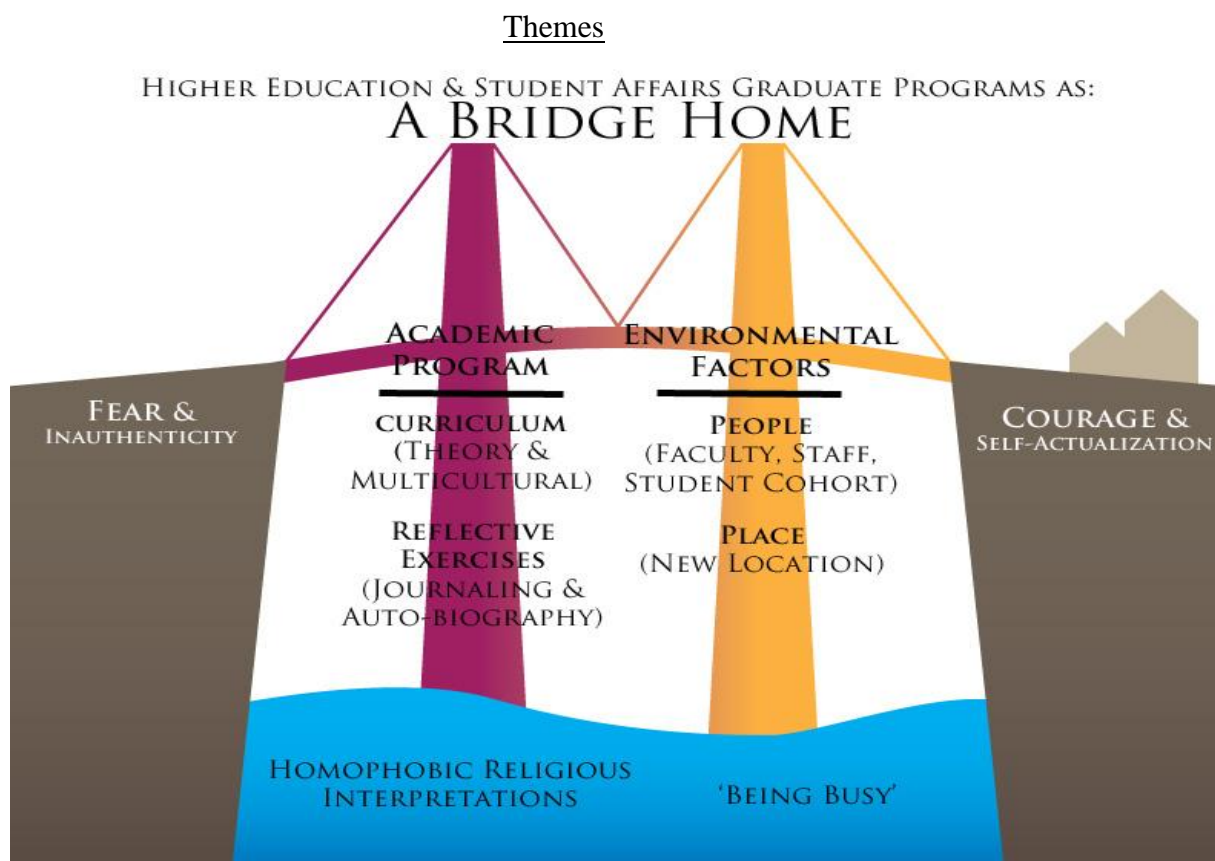 Themes
HIGHER EDUCATION & STUDENT AFFAIRS GRADUATE PROGRAMS AS:
A BRIDGE HOME
FEAR &
INAUTHENTICITY
ACADEMIC
PROGRAM
CURRICULUM
(THEORY &
MULTICULTURAL)
REFLECTIVE
EXERCISES
(JOURNALING &
AUTO-BIOGRAPHY)
ENVIRONMENTAL
FACTORS
PEOPLE
(FACULTY, STAFF,
STUDENT COHORT)
PLACE
(NEW LOCATION)
COURAGE &
SELF-ACTUALIZATION
HOMOPHOBIC RELIGIOUS
INTERPRETATIONS
‘BEING BUSY’